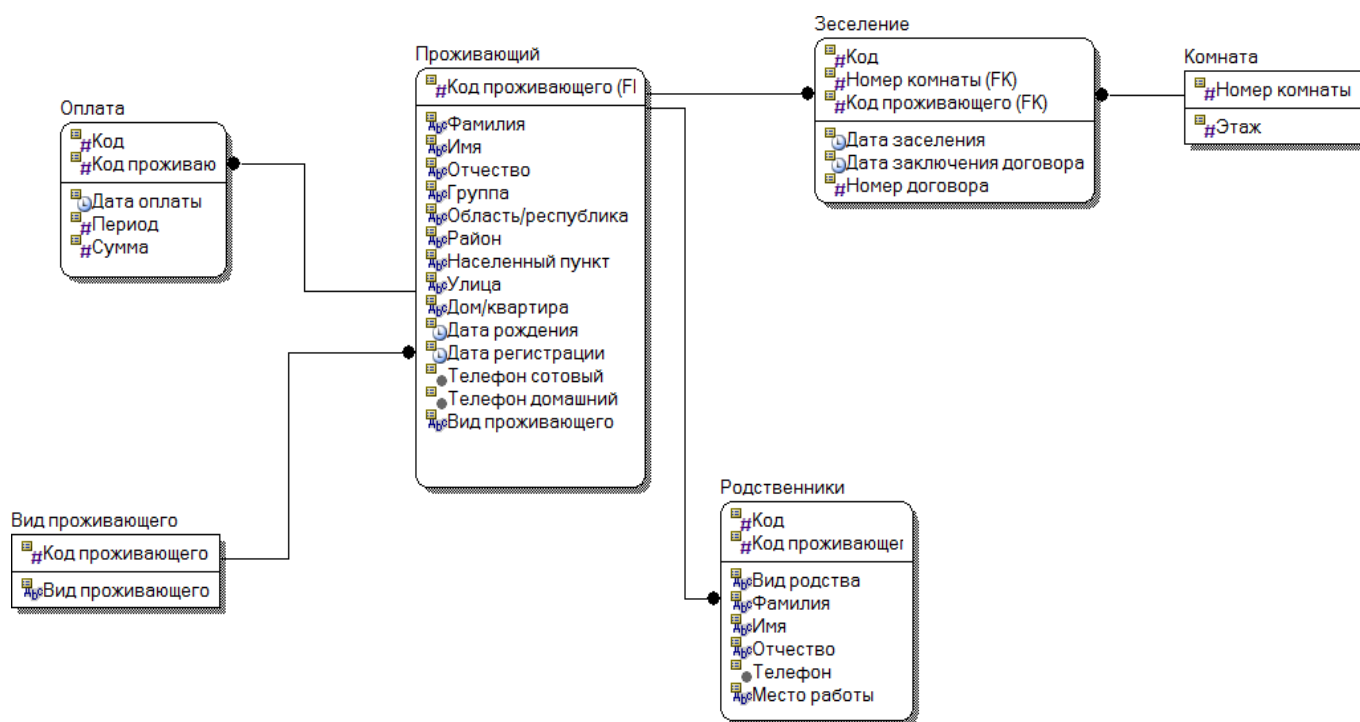 Зеселение
Код
Номер комнаты (FK)
Код проживающего (FK)
Дата заселения
Дата заключения договора
Номер договора
Комната
Номер комнаты
Этаж
Проживающий
Код проживающего (FI
Фамилия
Имя
Отчество
Группа
Область/республика
Район
Населенный пункт
Улица
Дом/квартира
Дата рождения
Дата регистрации
Телефон сотовый
Телефон домашний
Вид проживающего
Оплата
Код
Код проживаю
Дата оплаты
Период
Сумма
Вид проживающего
Код проживающего
Вид проживающего
Родственники
Код
Код проживающег
Вид родства
Фамилия
Имя
Отчество
Телефон
Место работы